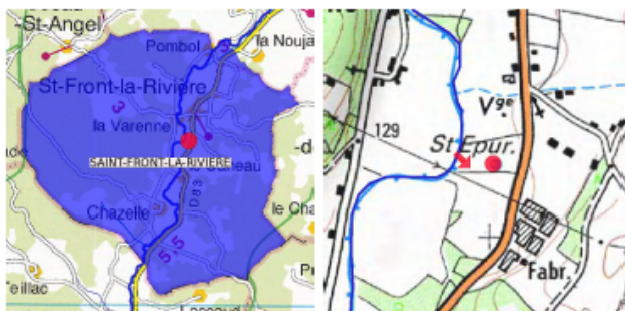 -St-Angel
Pombol
la Nouja
St-Front-la-Rivière
3
la Varenne
SAINT-FRONT-LA-RIVIERE
-de
D83
Chazelle
le Cha
5,5
eillac
Vge
129
St Epur.
Fabr.